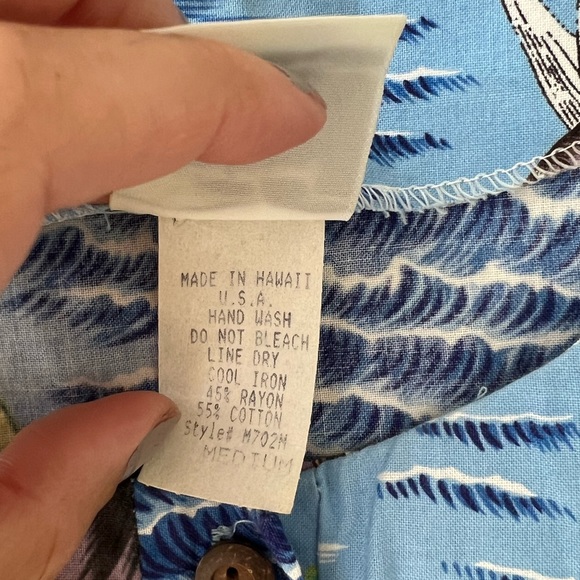 MADE IN HAWAII
U.S.A.
HAND WASH
DO NOT BLEACH
LINE DRY
COOL IRON
45% RAYON
55% COTTON
Style# M702M
MEDIUM